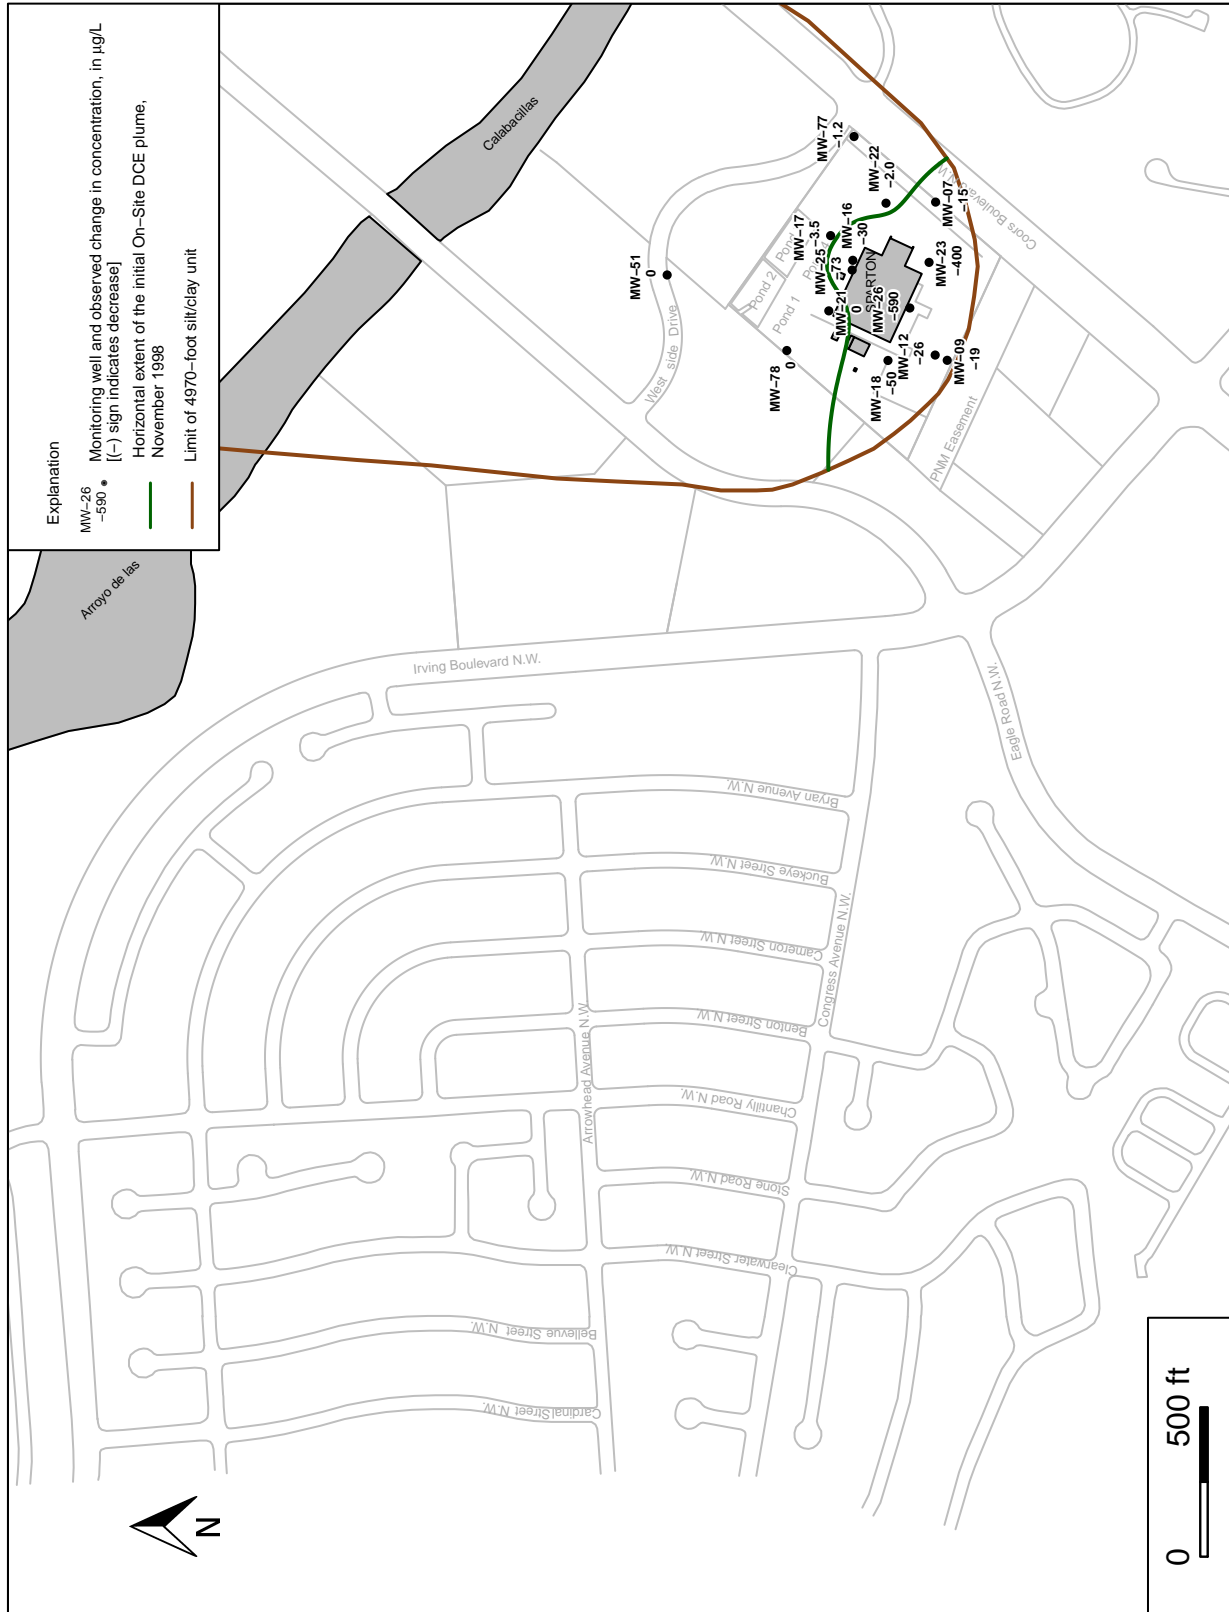 Explanation
MW-26
-590
Monitoring well and observed change in concentration, in µg/L
[(-) sign indicates decrease]
Horizontal extent of the initial On-Site DCE plume,
November 1998
Limit of 4970-foot silt/clay unit
Arroyo de las
Calabacillas
MW-77
-1.2
MW-22
-2.0
MW-07
-15
MW-17
-3.5
MW-16
-30
MW-25
-73
MW-23
-400
MW-51
0
MW-21
0
MW-26
-590
MW-78
0
MW-12
-26
MW-18
-50
MW-09
-19
SPARTON
Pond 1
Pond 2
Pond
West side Drive
Coors Boulevard N.W.
PNM Easement
Irving Boulevard N.W.
Eagle Road N.W.
Bryan Avenue N.W.
Buckeye Street N.W.
Cameron Street N.W.
Congress Avenue N.W.
Benton Street N.W.
Arrowhead Avenue N.W.
Chantilly Road N.W.
Stone Road N.W.
Clearwater Street N.W.
Bellevue Street N.W.
Cardinal Street N.W.
N
0 500 ft